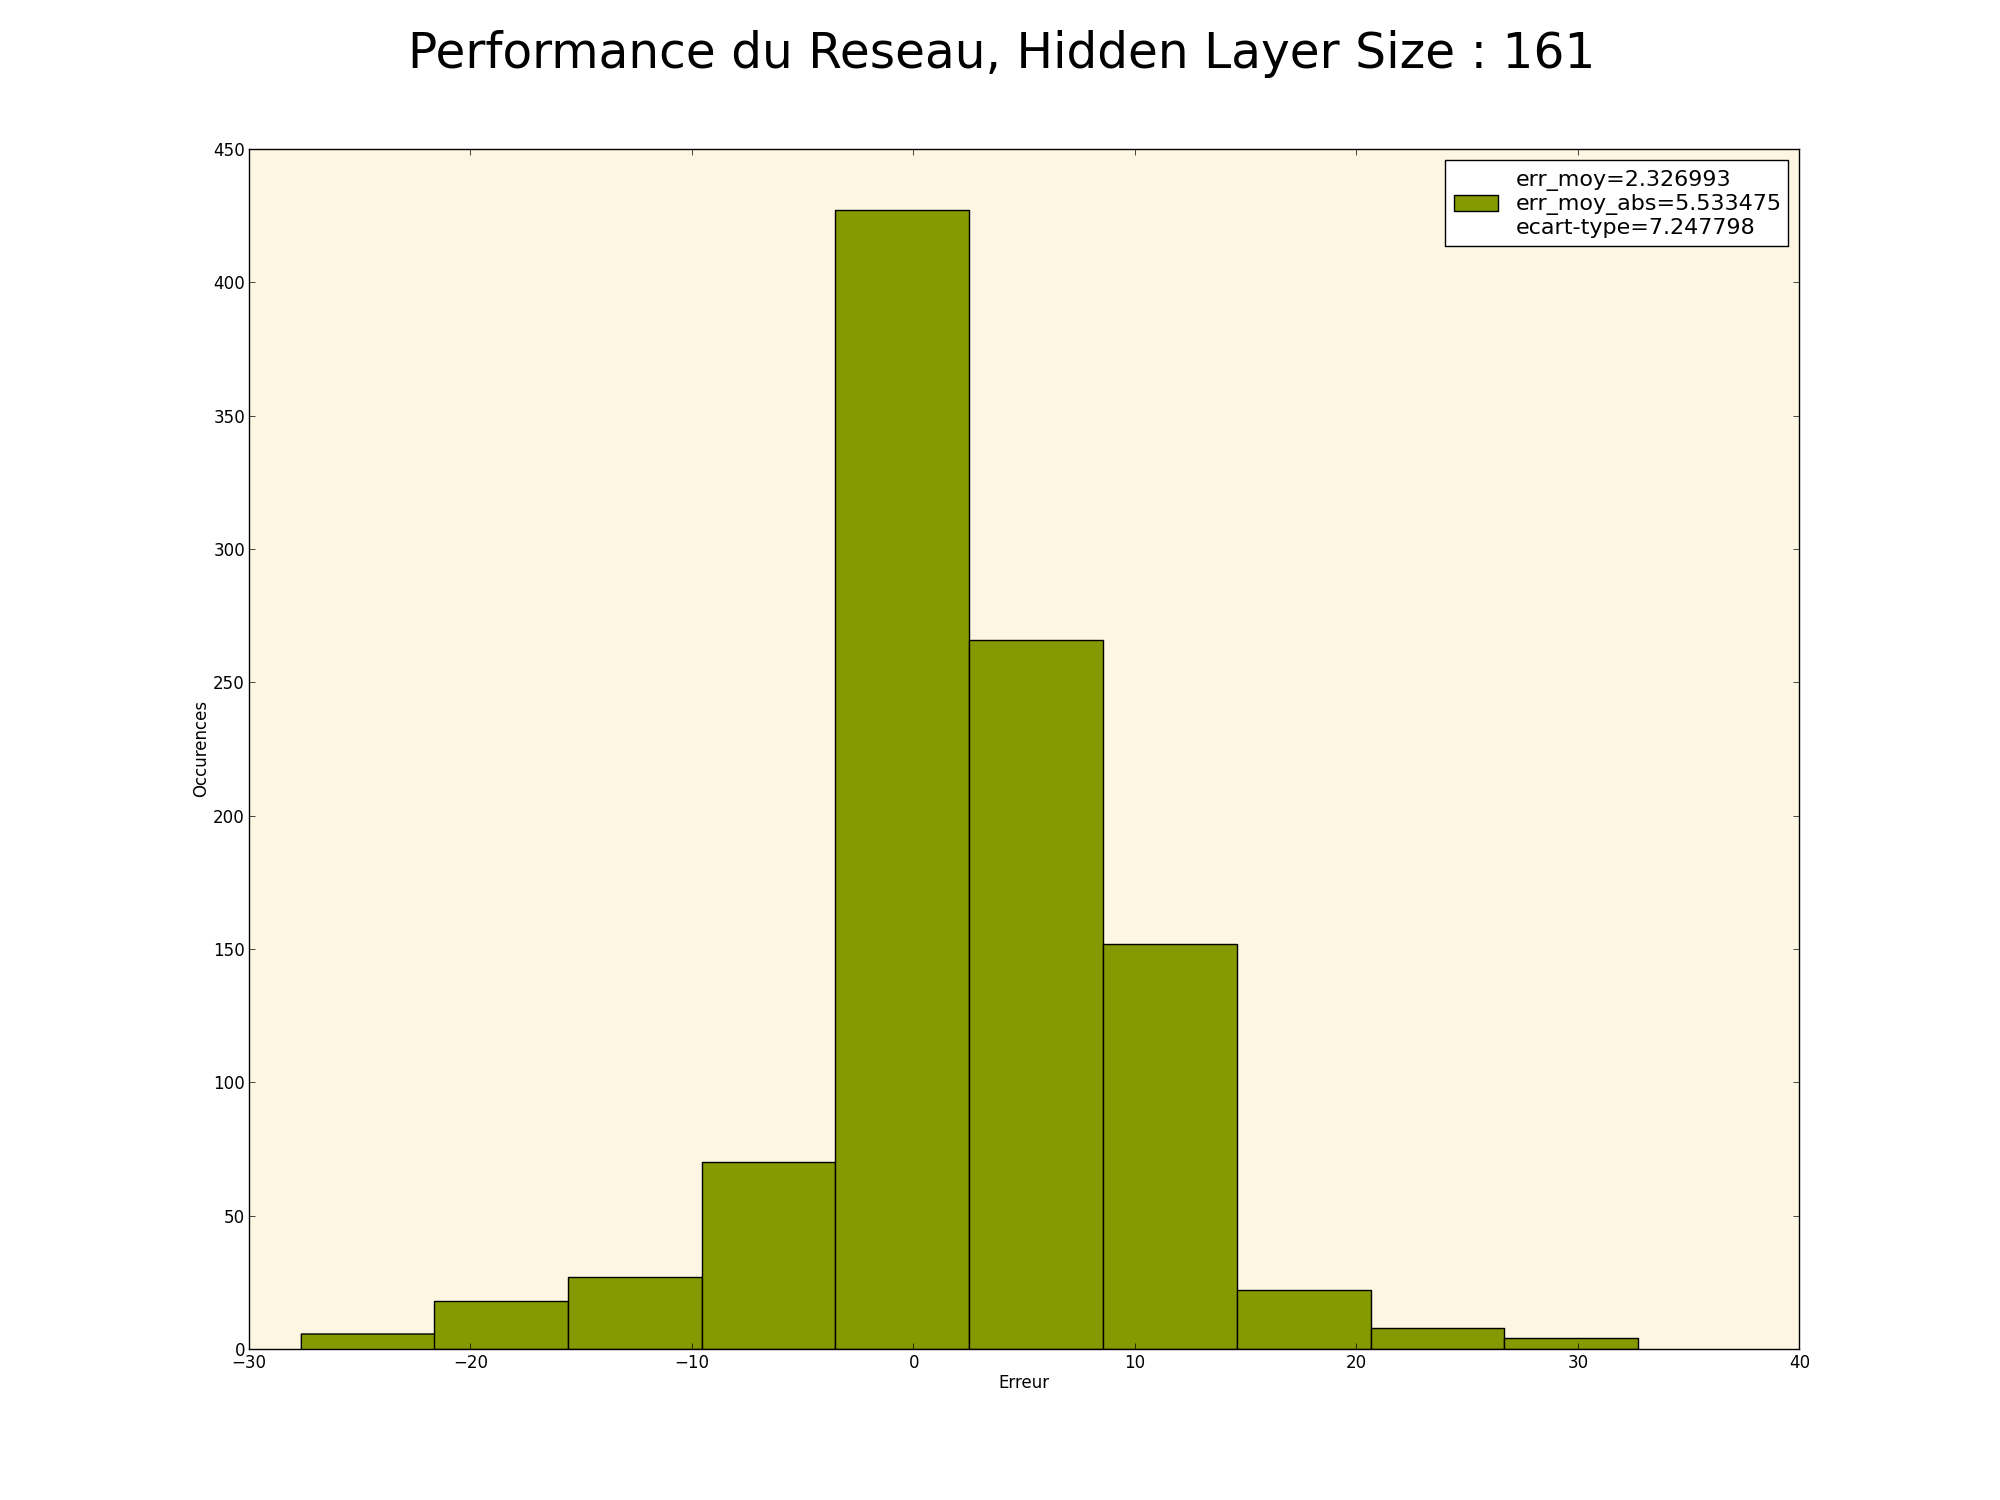 Performance du Reseau, Hidden Layer Size : 161
450
400
350
300
250
200
150
100
50
0
Occurences
err_moy=2.326993
err_moy_abs=5.533475
ecart-type=7.247798
−30 −20 −10 0 10 20 30 40
Erreur